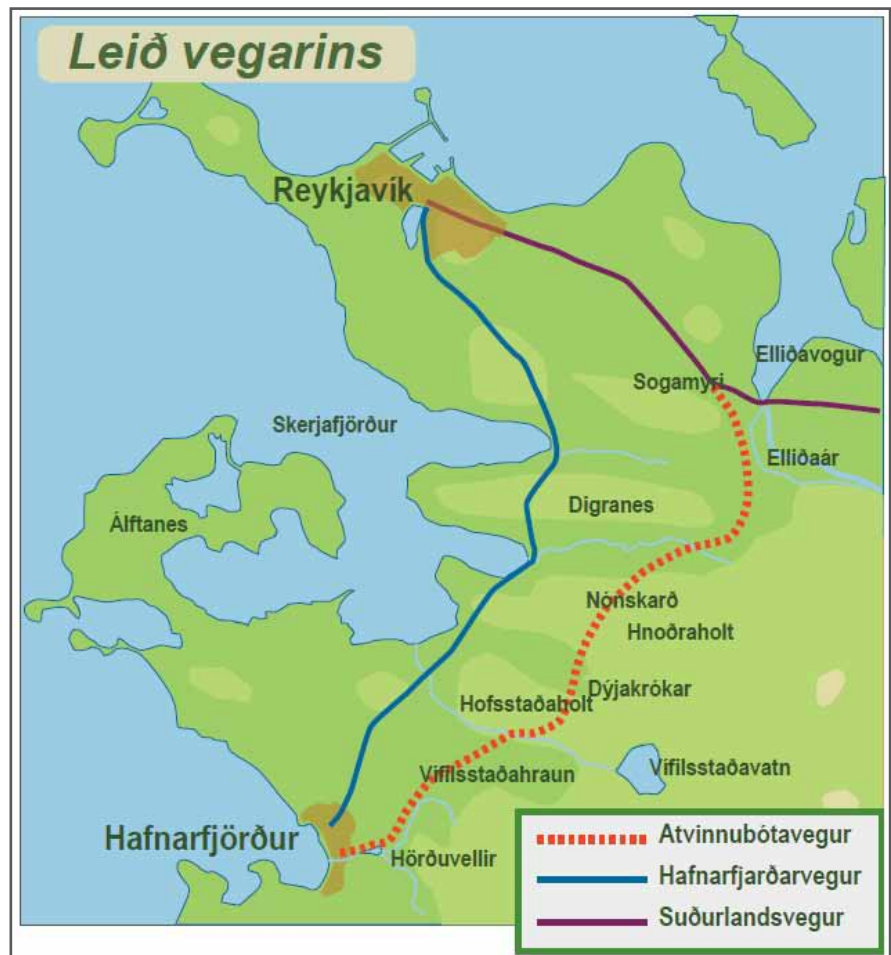 Leið vegarins
Reykjavík
Elliðavogur
Sogamýri
Skerjafjörður
Elliðaár
Digranes
Álftanes
Nónskarð
Hnoðraholt
Dýjakrókar
Hofsstaðaholt
Vífilsstaðahraun
Vífilsstaðavatn
Hafnarfjörður
Hörðuvellir
Atvinnubótavegur
Hafnarfjarðarvegur
Suðurlandsvegur